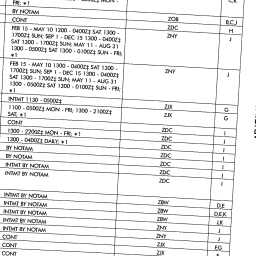 FRI; *1
BY NOTAM ZOB B,C,J
CONT ZDC H
FEB 15 - MAY 10 1300 - 0400Z‡ SAT 1300 - ZNY J
1700Z‡ SUN; SEP 1 - DEC 15 1300 - 0400Z‡
SAT 1300 - 1700Z‡ SUN; MAY 11 - AUG 31
1300 - 0500Z‡ SAT 1300 - 0100Z‡ SUN - FRI;
*1
FEB 15 - MAY 10 1300 - 0400Z‡ SAT 1300 - ZNY J
1700Z‡ SUN; SEP 1 - DEC 15 1300 - 0400Z‡
SAT 1300 - 1700Z‡ SUN; MAY 11 - AUG 31
1300 - 0500Z‡ SAT 1300 - 0100Z‡ SUN - FRI;
*1
INTMT 1130 - 0500Z‡ ZJX G
1100 - 0500Z‡ MON - FRI; 1300 - 2100Z‡ ZJX G
SAT; *1
CONT ZDC I
1300 - 2200Z‡ MON - FRI; *1 ZDC I
1300 - 0400Z‡ DAILY; *1 ZDC I
BY NOTAM ZDC I
BY NOTAM ZDC I
INTMT BY NOTAM ZDC I
INTMT BY NOTAM ZDC I
INTMT BY NOTAM ZBW D,E
INTMT BY NOTAM ZBW D,E,K
INTMT BY NOTAM ZBW J,K
INTMT BY NOTAM ZNY J
CONT ZNY J
CONT ZJX F,G
CONT